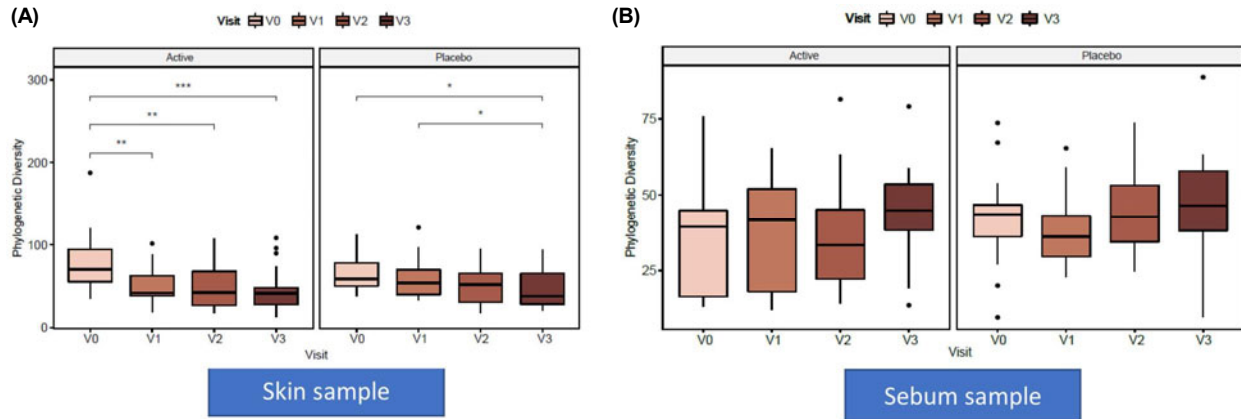 (A)
Visit V0 V1 V2 V3
Active Placebo
Phylogenetic Diversity
300
200
100
0
***
**
**
*
*
V0 V1 V2 V3 V0 V1 V2 V3
Visit
Skin sample
(B)
Visit V0 V1 V2 V3
Active Placebo
Phylogenetic Diversity
75
50
25
V0 V1 V2 V3 V0 V1 V2 V3
Visit
Sebum sample